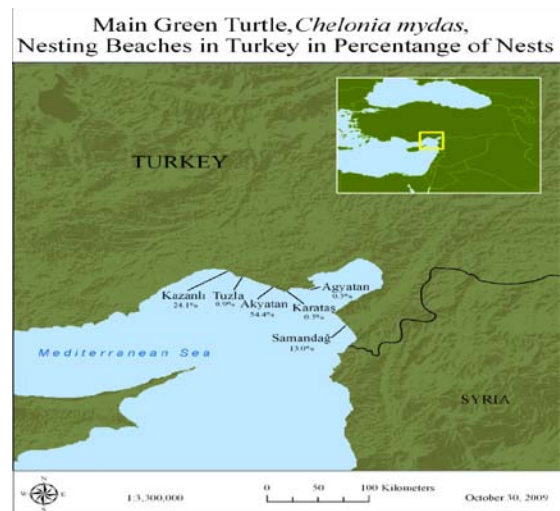 Main Green Turtle, Chelonia mydas,
Nesting Beaches in Turkey in Percentange of Nests
TURKEY
Kazanlı
24.1%
Tuzla
0.9%
Akyatan
54.4%
Agyatan
Karataş
Samandağ
13.0%
Mediterranean Sea
SYRIA
N
W
E
S
1:3,300,000
0 50 100 Kilometers
October 30, 2009